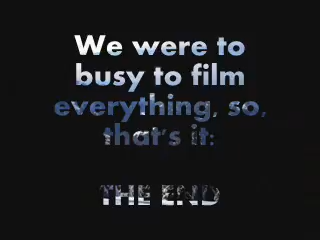 We were to
busy to film
everything, so,
that's it:
THE END